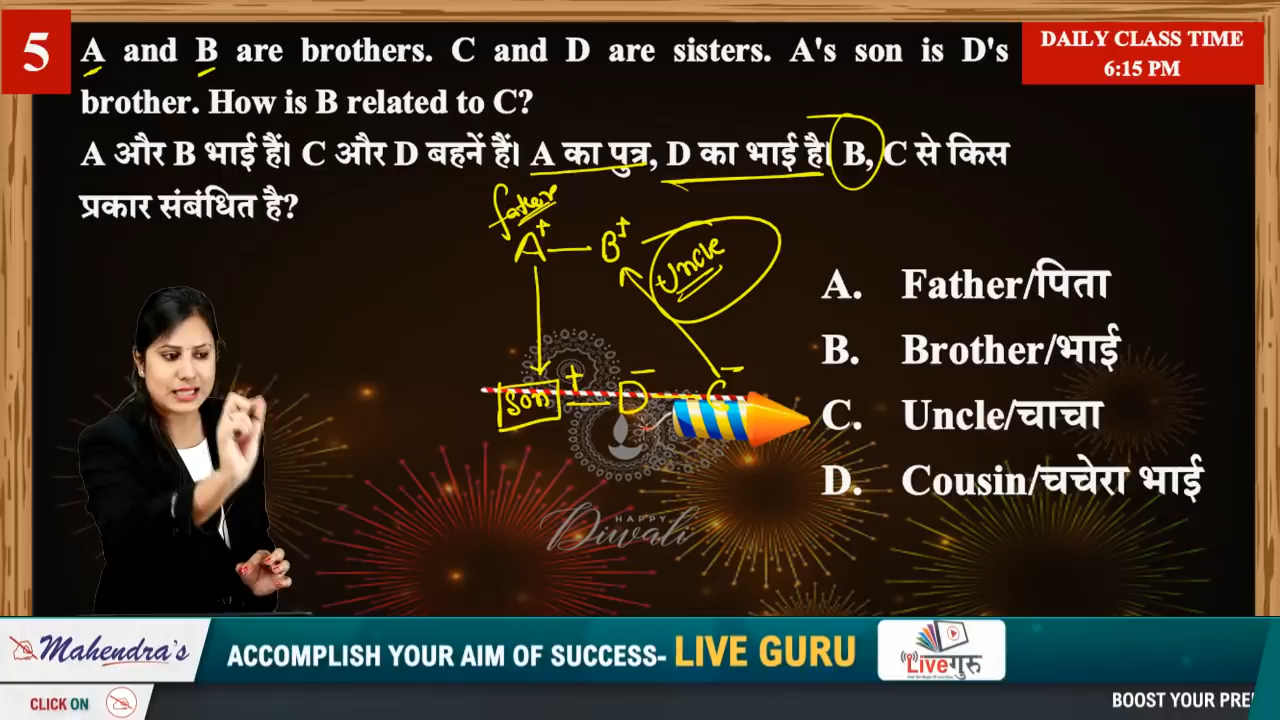 5
A and B are brothers. C and D are sisters. A's son is D's
brother. How is B related to C?
A और B भाई हैं। C और D बहनें हैं। A का पुत्र, D का भाई है। B, C से किस
प्रकार संबंधित है?
DAILY CLASS TIME
6:15 PM
father
A+ — B+
Uncle
son + D − C −
A. Father/पिता
B. Brother/भाई
C. Uncle/चाचा
D. Cousin/चचेरा भाई
HAPPY
Diwali
Mahendra's
ACCOMPLISH YOUR AIM OF SUCCESS- LIVE GURU
Liveगुरु
CLICK ON
BOOST YOUR PRE